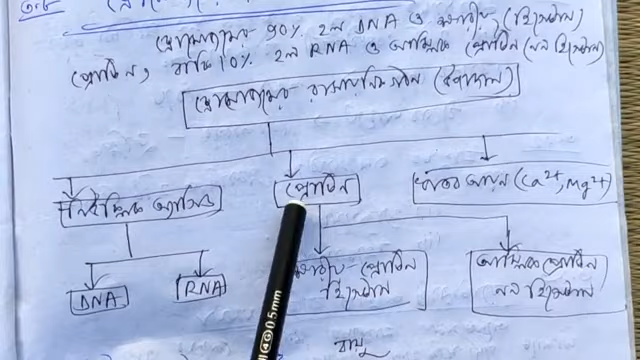 ক্রোমোজোমের 90% হল DNA ও ক্ষারীয় (হিস্টোন)
প্রোটিন, বাকি 10% হল RNA ও আম্লিক প্রোটিন (নন হিস্টোন)
ক্রোমোজোমের রাসায়নিক গঠন (উপাদান)
নিউক্লিক অ্যাসিড
প্রোটিন
ধাতব আয়ন (Ca2+, Mg2+)
DNA
RNA
ক্ষারীয় প্রোটিন
হিস্টোন
আম্লিক প্রোটিন
নন হিস্টোন
0.5mm